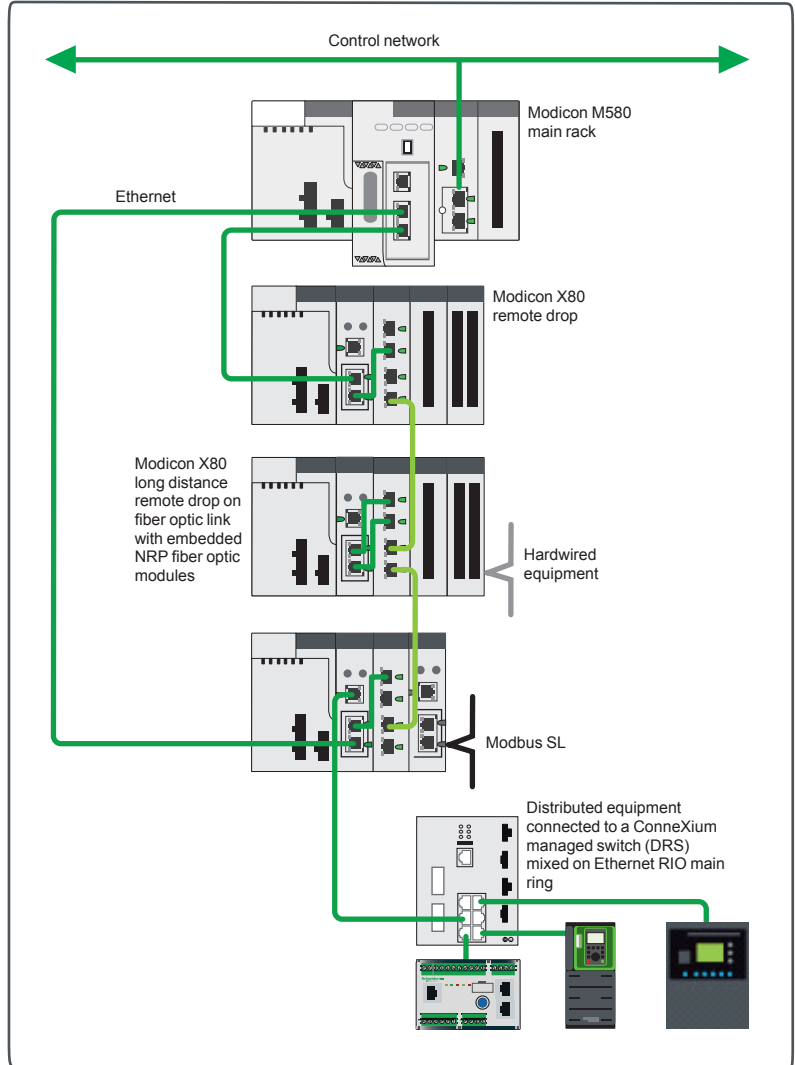 Control network
Modicon M580
main rack
Ethernet
Modicon X80
remote drop
Modicon X80
long distance
remote drop on
fiber optic link
with embedded
NRP fiber optic
modules
Hardwired
equipment
Modbus SL
Distributed equipment
connected to a ConneXium
managed switch (DRS)
mixed on Ethernet RIO main
ring